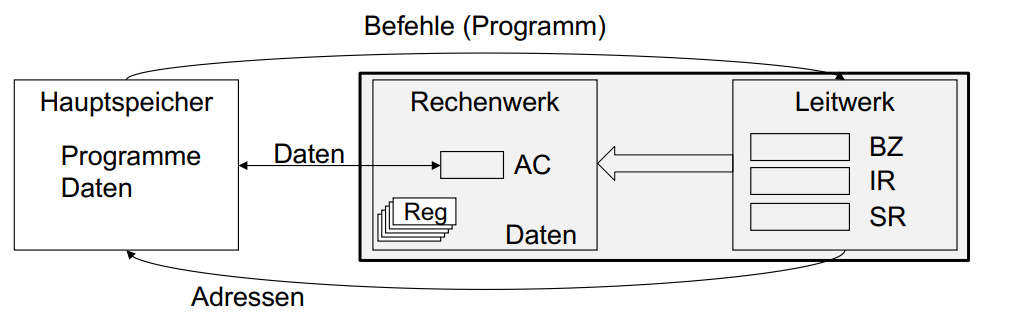 Befehle (Programm)
Hauptspeicher
Programme
Daten
Daten
Rechenwerk
AC
Reg
Daten
Leitwerk
BZ
IR
SR
Adressen